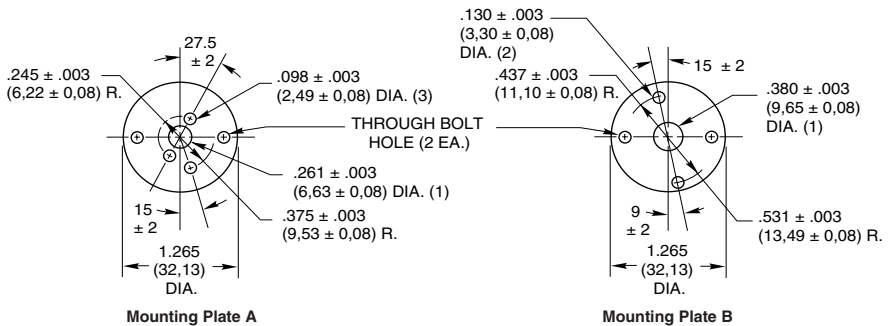 27.5
± 2
.245 ± .003
(6,22 ± 0,08) R.
.098 ± .003
(2,49 ± 0,08) DIA. (3)
THROUGH BOLT
HOLE (2 EA.)
.261 ± .003
(6,63 ± 0,08) DIA. (1)
15
± 2
.375 ± .003
(9,53 ± 0,08) R.
1.265
(32,13)
DIA.
Mounting Plate A
.130 ± .003
(3,30 ± 0,08)
DIA. (2)
15 ± 2
.437 ± .003
(11,10 ± 0,08) R.
.380 ± .003
(9,65 ± 0,08)
DIA. (1)
9
± 2
.531 ± .003
(13,49 ± 0,08) R.
1.265
(32,13)
DIA.
Mounting Plate B